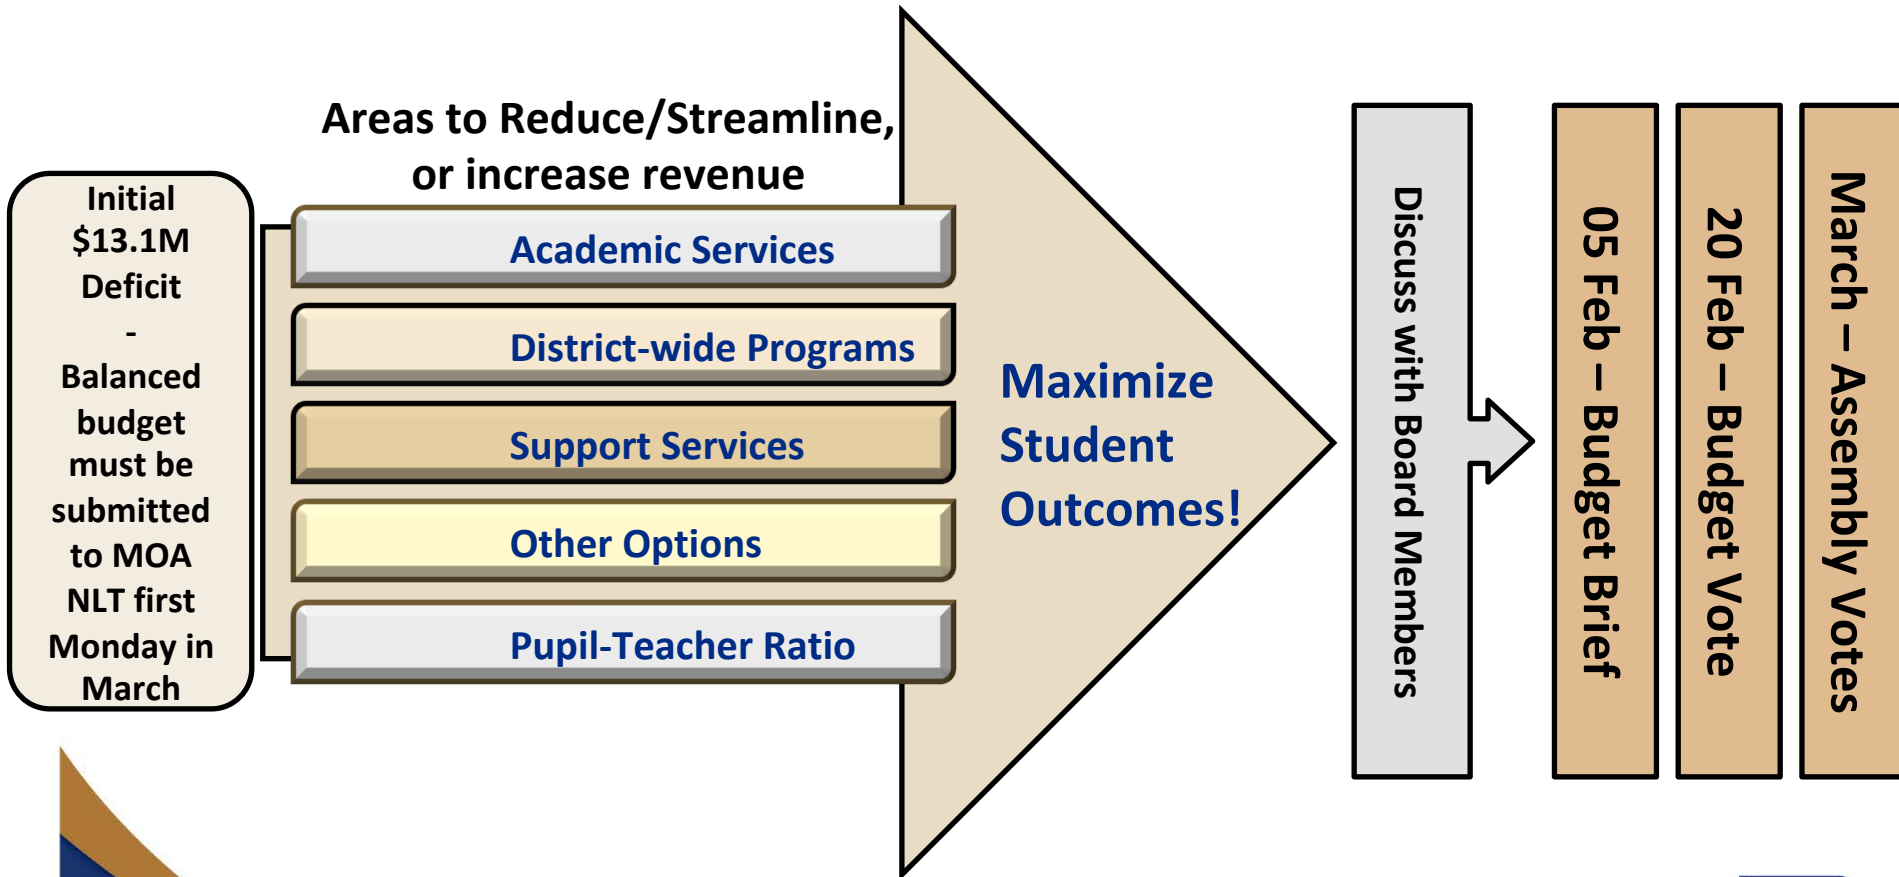 Areas to Reduce/Streamline,
or increase revenue
Initial
$13.1M
Deficit
-
Balanced
budget
must be
submitted
to MOA
NLT first
Monday in
March
Academic Services
District-wide Programs
Support Services
Other Options
Pupil-Teacher Ratio
Maximize
Student
Outcomes!
Discuss with Board Members
05 Feb – Budget Brief
20 Feb – Budget Vote
March – Assembly Votes